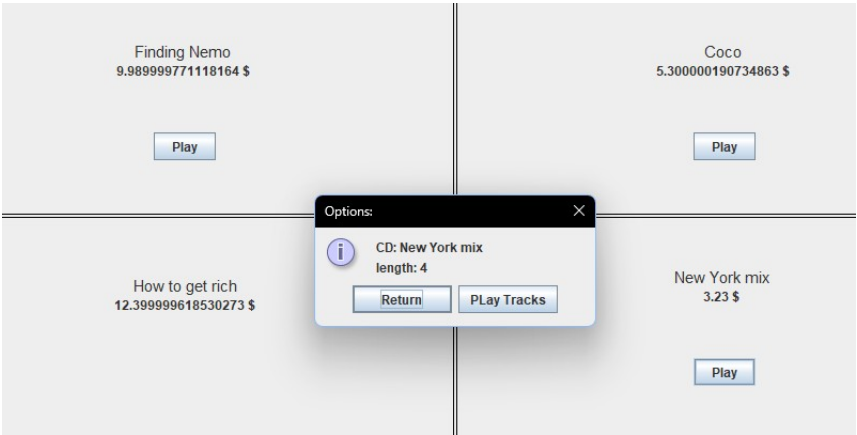 Finding Nemo
9.989999771118164 $
Play
Coco
5.300000190734863 $
Play
Options:
CD: New York mix
length: 4
Return
PLay Tracks
How to get rich
12.399999618530273 $
New York mix
3.23 $
Play